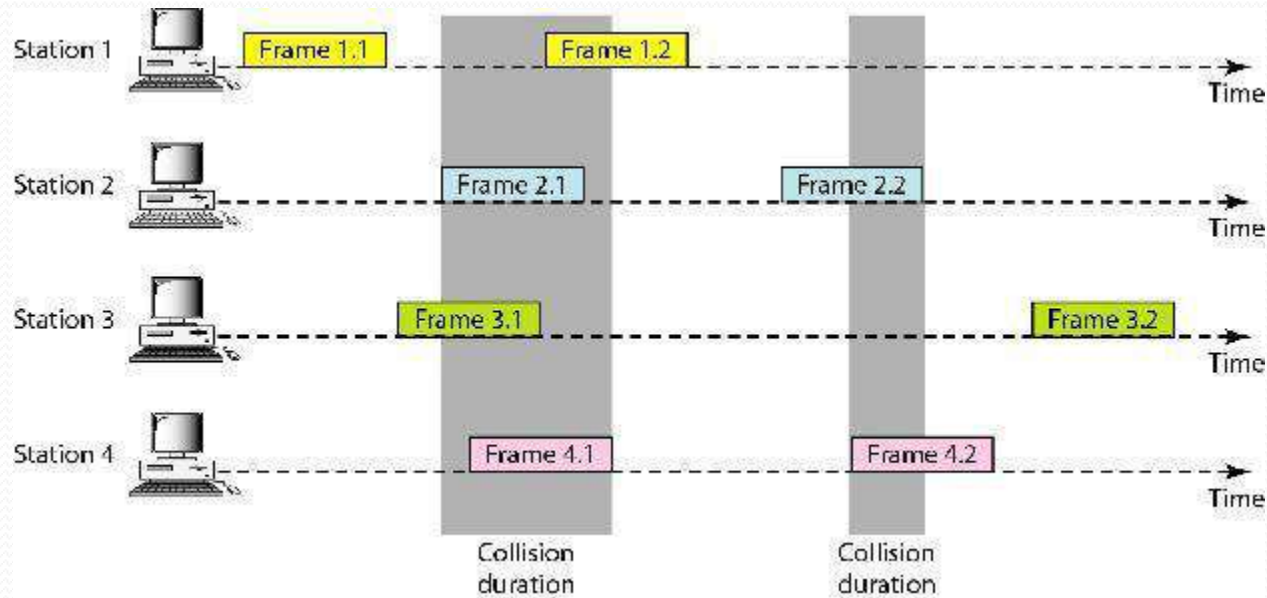 Station 1
Frame 1.1
Frame 1.2
Time
Station 2
Frame 2.1
Frame 2.2
Time
Station 3
Frame 3.1
Frame 3.2
Time
Station 4
Frame 4.1
Frame 4.2
Time
Collision
duration
Collision
duration